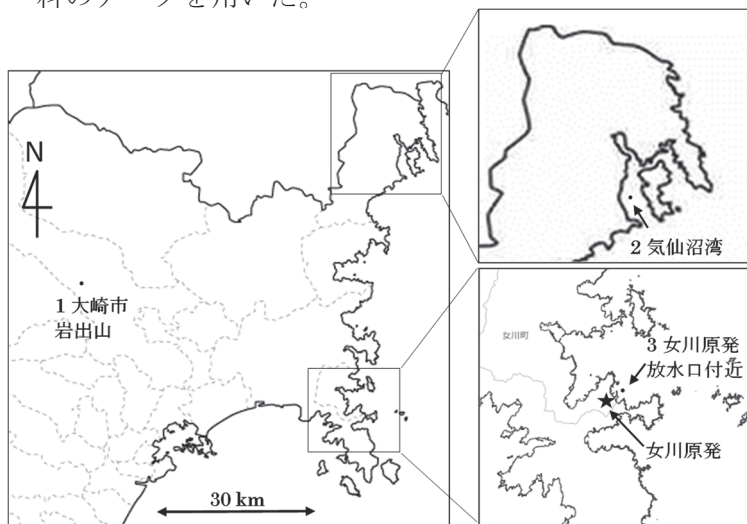 料のデータを用いた。
N
1 大崎市
岩出山
30 km
2 気仙沼湾
女川町
3 女川原発
放水口付近
女川原発